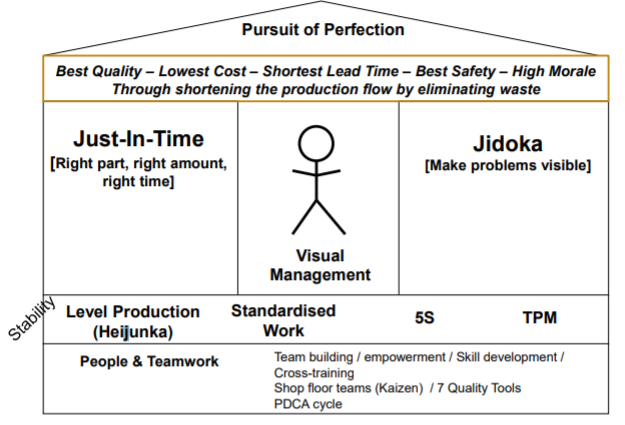 Pursuit of Perfection
Best Quality – Lowest Cost – Shortest Lead Time – Best Safety – High Morale
Through shortening the production flow by eliminating waste
Just-In-Time
[Right part, right amount,
right time]
Visual
Management
Jidoka
[Make problems visible]
Stability
Level Production
(Heijunka)
Standardised
Work
5S
TPM
People & Teamwork
Team building / empowerment / Skill development /
Cross-training
Shop floor teams (Kaizen) / 7 Quality Tools
PDCA cycle